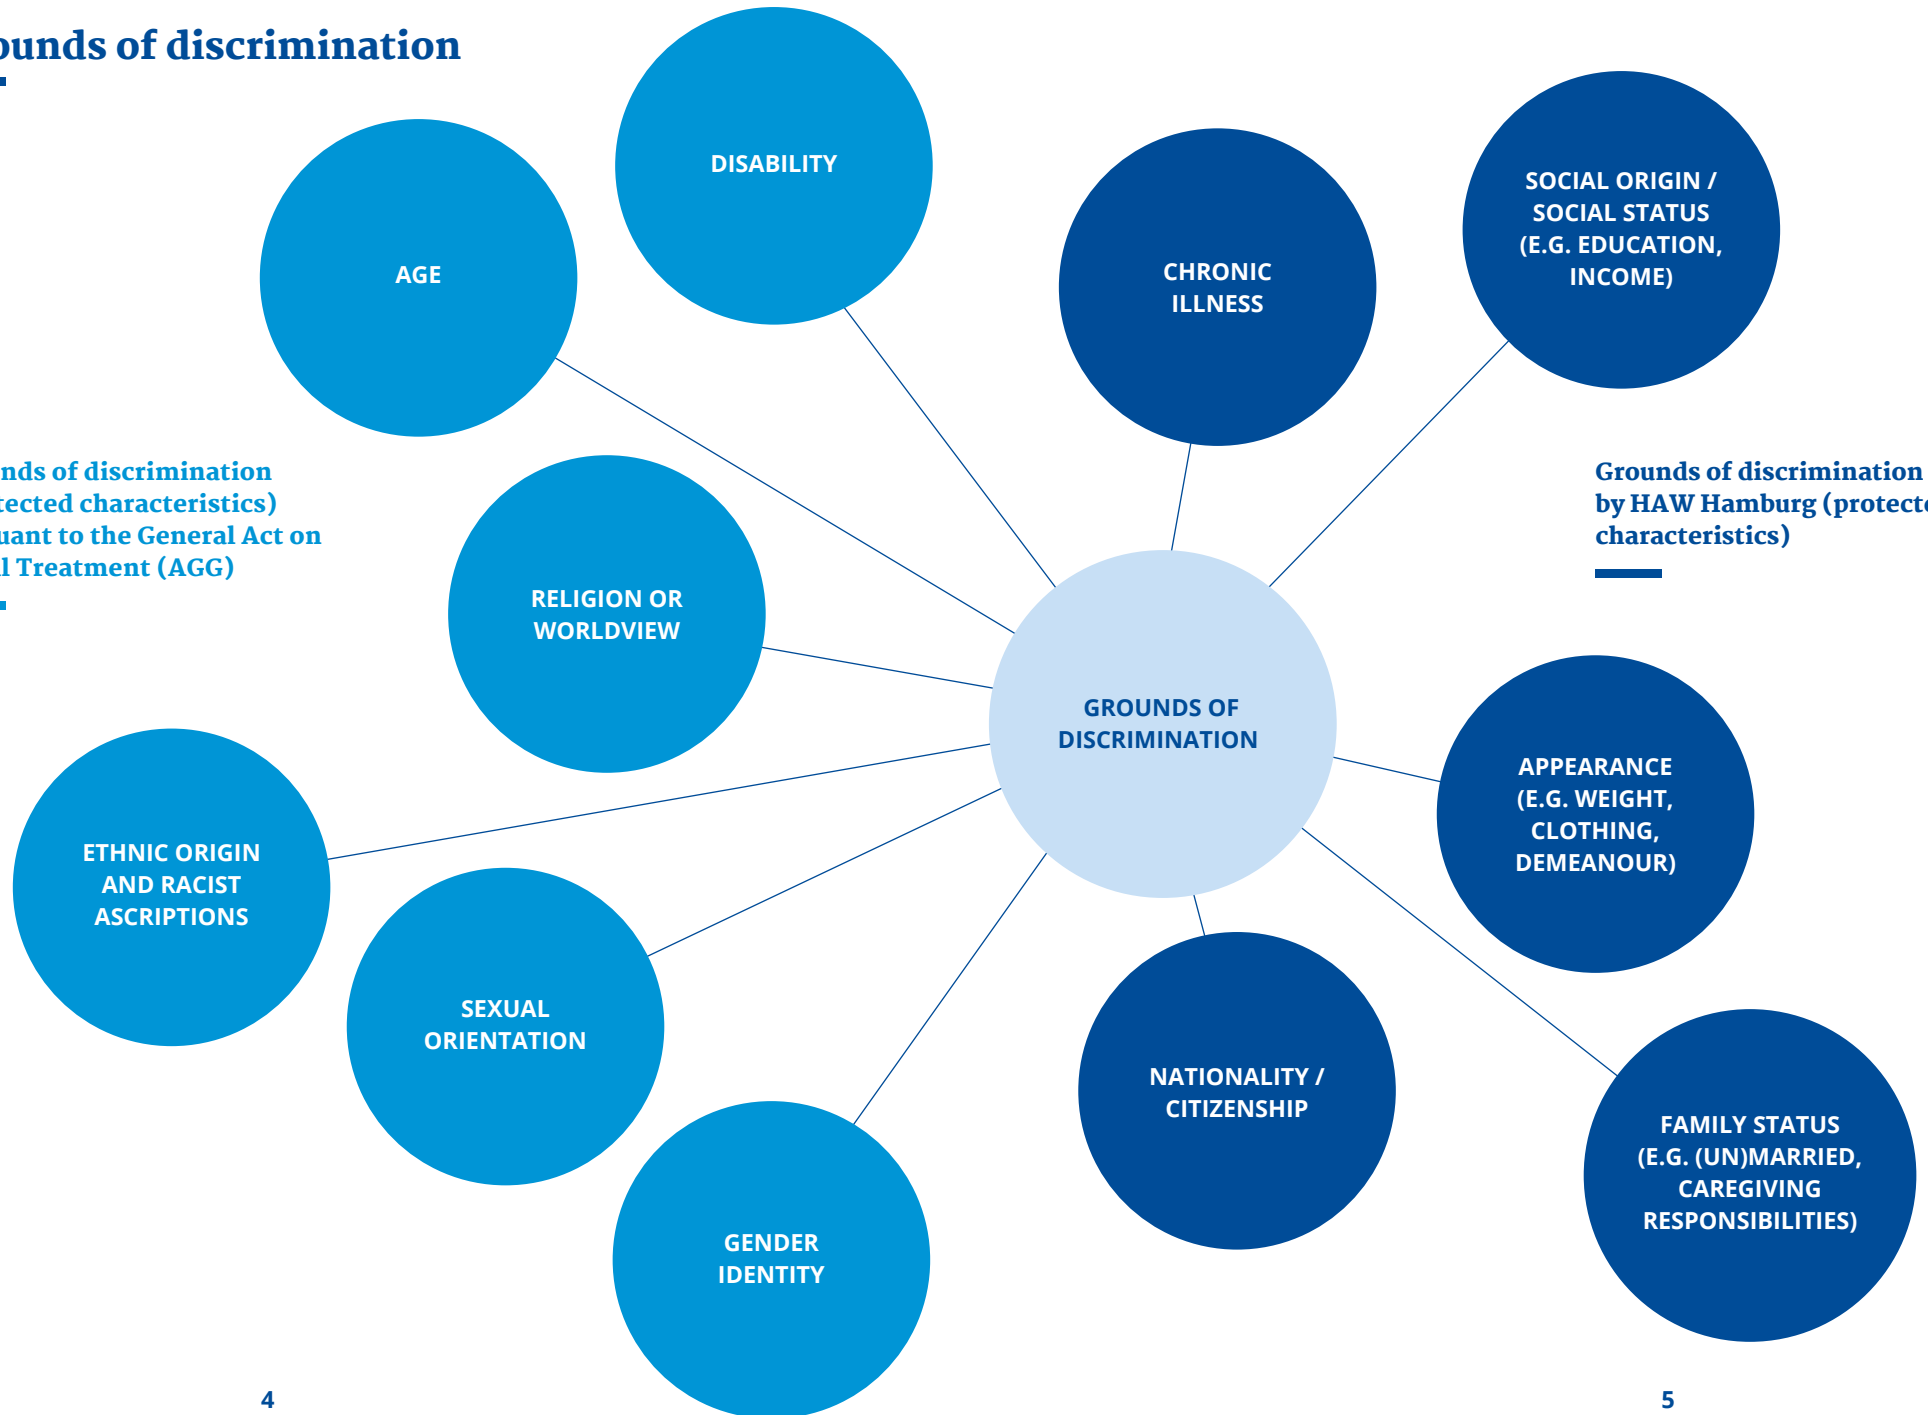 ounds of discrimination
DISABILITY
AGE
CHRONIC
ILLNESS
SOCIAL ORIGIN /
SOCIAL STATUS
(E.G. EDUCATION,
INCOME)
nds of discrimination
tected characteristics)
uant to the General Act on
l Treatment (AGG)
Grounds of discrimination
by HAW Hamburg (protecte
characteristics)
RELIGION OR
WORLDVIEW
GROUNDS OF
DISCRIMINATION
APPEARANCE
(E.G. WEIGHT,
CLOTHING,
DEMEANOUR)
ETHNIC ORIGIN
AND RACIST
ASCRIPTIONS
SEXUAL
ORIENTATION
NATIONALITY /
CITIZENSHIP
FAMILY STATUS
(E.G. (UN)MARRIED,
CAREGIVING
RESPONSIBILITIES)
GENDER
IDENTITY
4
5